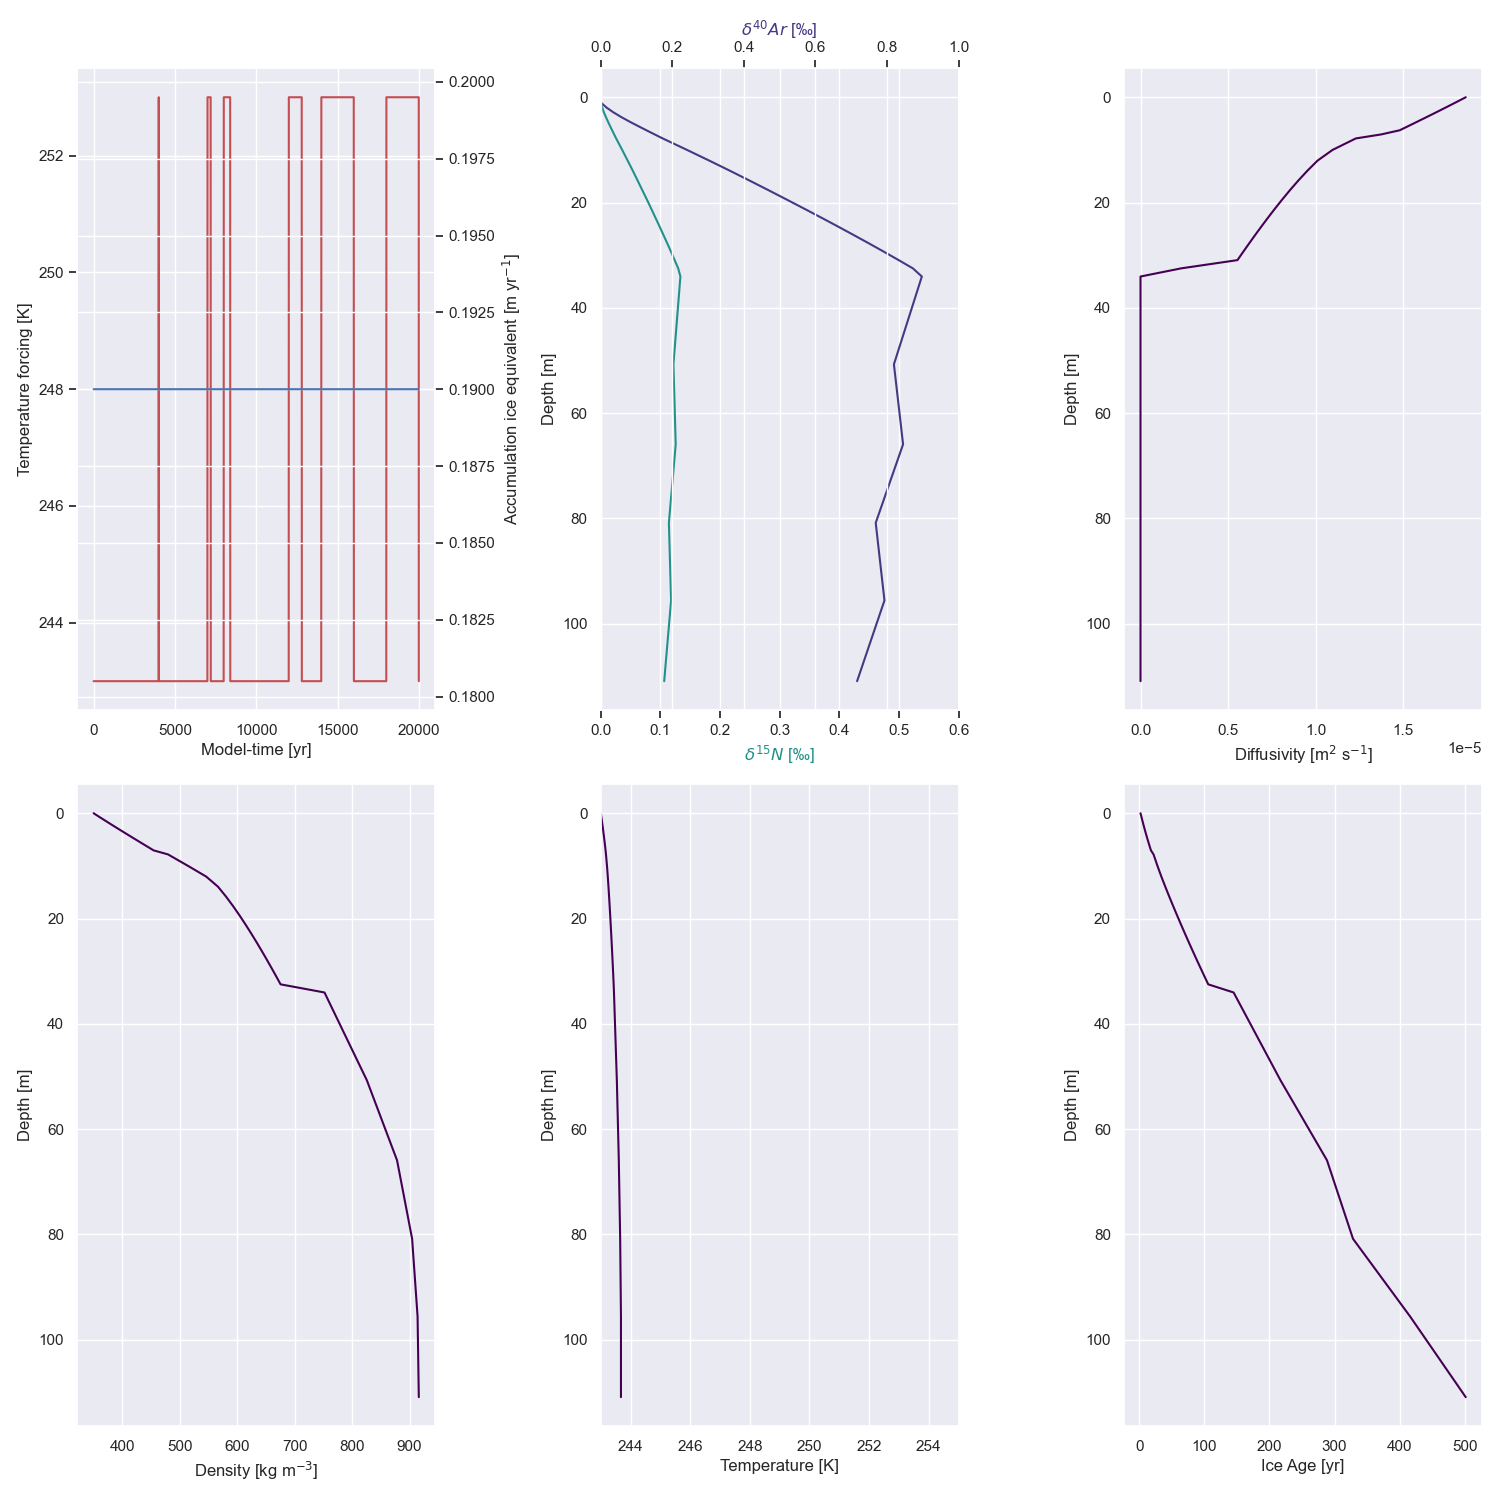 252
250
248
246
244
Temperature forcing [K]
0 5000 10000 15000 20000
Model-time [yr]
0.2000
0.1975
0.1950
0.1925
0.1900
0.1875
0.1850
0.1825
0.1800
Accumulation ice equivalent [m yr⁻¹]
δ⁴⁰Ar [‰]
0.0 0.2 0.4 0.6 0.8 1.0
0
20
40
60
80
100
Depth [m]
0.0 0.1 0.2 0.3 0.4 0.5 0.6
δ¹⁵N [‰]
0
20
40
60
80
100
Depth [m]
0.0 0.5 1.0 1.5
1e−5
Diffusivity [m² s⁻¹]
0
20
40
60
80
100
Depth [m]
400 500 600 700 800 900
Density [kg m⁻³]
0
20
40
60
80
100
Depth [m]
244 246 248 250 252 254
Temperature [K]
0
20
40
60
80
100
Depth [m]
0 100 200 300 400 500
Ice Age [yr]